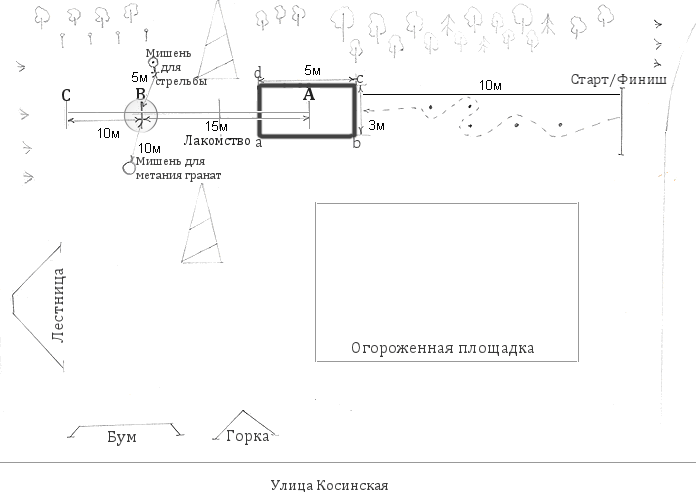 Мишень
для
стрельбы
5м
d
5м
c
10м
Старт/Финиш
C
B
A
10м
15м
3м
10м
Лакомство
a
b
Мишень для
метания гранат
Лестница
Огороженная площадка
Бум
Горка
Улица Косинская